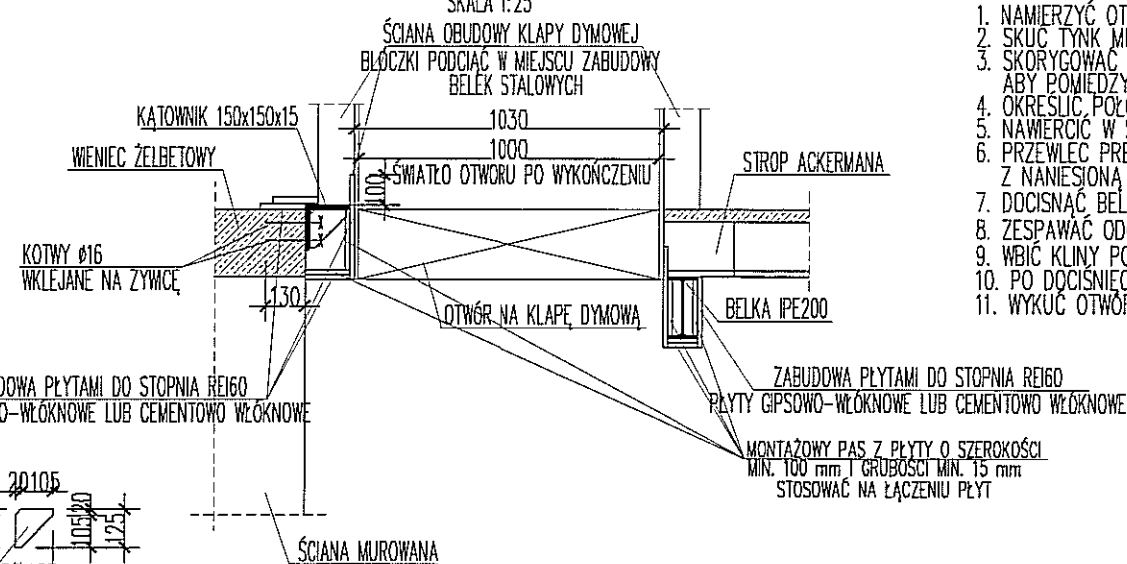 SKALA 1:25
ŚCIANA OBUDOWY KLAPY DYMOWEJ
BLOCZKI PODCIĄĆ W MIEJSCU ZABUDOWY
BELEK STALOWYCH
KĄTOWNIK 150x150x15
WIENIEC ŻELBETOWY
1030
1000
ŚWIATŁO OTWORU PO WYKOŃCZENIU
100
STROP ACKERMANA
KOTWY ø16
WKLEJANE NA ŻYWICĘ
130
OTWÓR NA KLAPĘ DYMOWĄ
BELKA IPE200
DOWA PŁYTAMI DO STOPNIA REI60
O-WŁÓKNOWE LUB CEMENTOWO WŁÓKNOWE
ZABUDOWA PŁYTAMI DO STOPNIA REI60
PŁYTY GIPSOWO-WŁÓKNOWE LUB CEMENTOWO WŁÓKNOWE
MONTAŻOWY PAS Z PŁYTY O SZEROKOŚCI
MIN. 100 mm I GRUBOŚCI MIN. 15 mm
STOSOWAĆ NA ŁĄCZENIU PŁYT
20105
105 20
125
ŚCIANA MUROWANA
1. NAMIERZYĆ OT
2. SKUĆ TYNK
3. SKORYGOWAĆ
ABY POMIĘDZY
4. OKREŚLIĆ POŁ
5. NAWIERCIĆ W
6. PRZEWLEC PRĘ
Z NANIESIONĄ
7. DOCISNĄĆ BEL
8. ZESPAWAĆ OD
9. WBIĆ KLINY PO
10. PO DOCIŚNIĘC
11. WYKUĆ OTWÓR